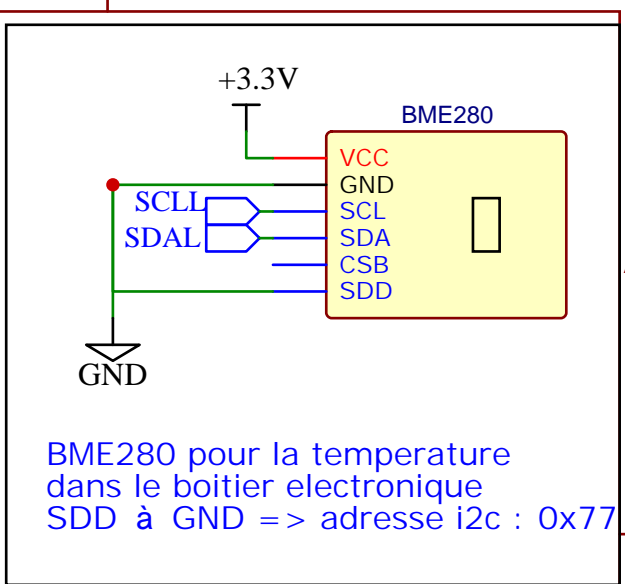 +3.3V
BME280
VCC
GND
SCLL
SCL
SDAL
SDA
CSB
SDD
GND
BME280 pour la temperature
dans le boitier electronique
SDD à GND => adresse i2c : 0x77